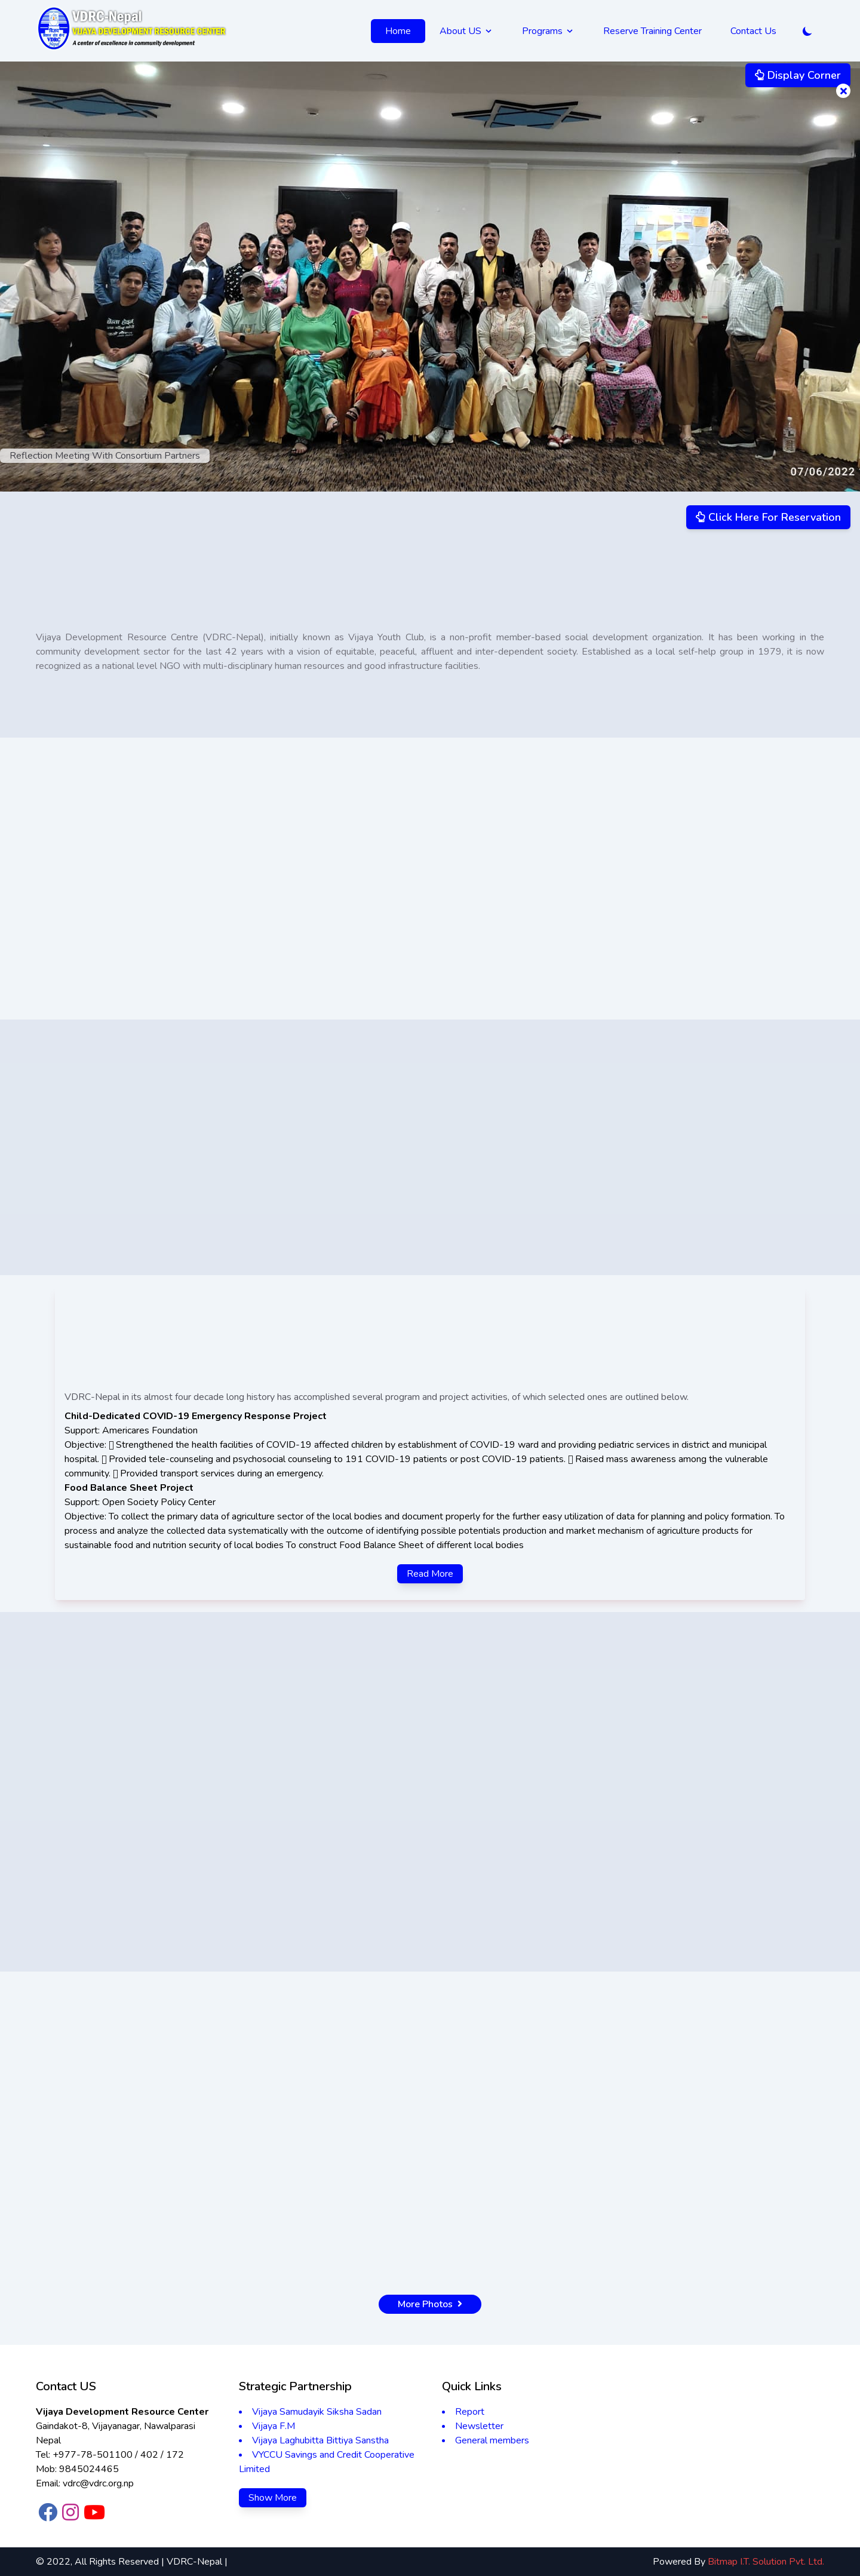 VDRC-Nepal
VIJAYA DEVELOPMENT RESOURCE CENTER
A center of excellence in community development
Home
About US
Programs
Reserve Training Center
Contact Us
Display Corner
Reflection Meeting With Consortium Partners
07/06/2022
Click Here For Reservation
Vijaya Development Resource Centre (VDRC-Nepal), initially known as Vijaya Youth Club, is a non-profit member-based social development organization. It has been working in the
community development sector for the last 42 years with a vision of equitable, peaceful, affluent and inter-dependent society. Established as a local self-help group in 1979, it is now
recognized as a national level NGO with multi-disciplinary human resources and good infrastructure facilities.
VDRC-Nepal in its almost four decade long history has accomplished several program and project activities, of which selected ones are outlined below.
Child-Dedicated COVID-19 Emergency Response Project
Support: Americares Foundation
Objective:  Strengthened the health facilities of COVID-19 affected children by establishment of COVID-19 ward and providing pediatric services in district and municipal
hospital.  Provided tele-counseling and psychosocial counseling to 191 COVID-19 patients or post COVID-19 patients.  Raised mass awareness among the vulnerable
community.  Provided transport services during an emergency.
Food Balance Sheet Project
Support: Open Society Policy Center
Objective: To collect the primary data of agriculture sector of the local bodies and document properly for the further easy utilization of data for planning and policy formation. To
process and analyze the collected data systematically with the outcome of identifying possible potentials production and market mechanism of agriculture products for
sustainable food and nutrition security of local bodies To construct Food Balance Sheet of different local bodies
Read More
More Photos
Contact US
Vijaya Development Resource Center
Gaindakot-8, Vijayanagar, Nawalparasi
Nepal
Tel: +977-78-501100 / 402 / 172
Mob: 9845024465
Email: vdrc@vdrc.org.np
Strategic Partnership
• Vijaya Samudayik Siksha Sadan
• Vijaya F.M
• Vijaya Laghubitta Bittiya Sanstha
• VYCCU Savings and Credit Cooperative
Limited
Show More
Quick Links
• Report
• Newsletter
• General members
© 2022, All Rights Reserved | VDRC-Nepal |
Powered By Bitmap I.T. Solution Pvt. Ltd.